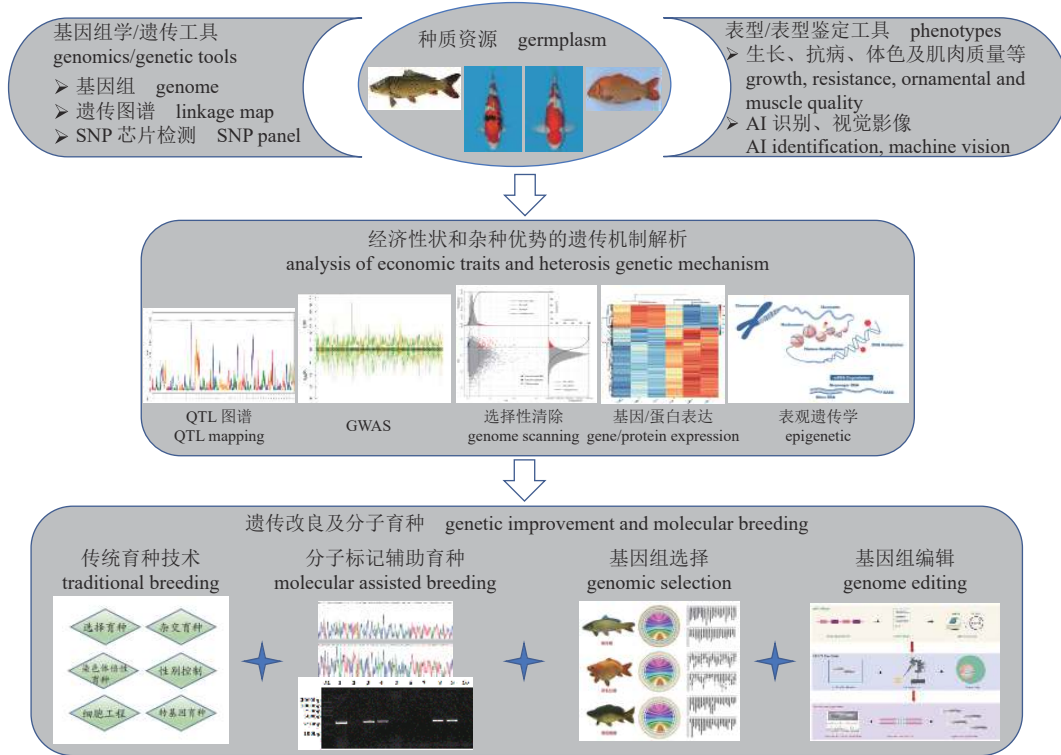 基因组学/遗传工具
genomics/genetic tools
➢ 基因组 genome
➢ 遗传图谱 linkage map
➢ SNP 芯片检测 SNP panel
种质资源 germplasm
表型/表型鉴定工具 phenotypes
➢ 生长、抗病、体色及肌肉质量等
growth, resistance, ornamental and
muscle quality
➢ AI 识别、视觉影像
AI identification, machine vision
经济性状和杂种优势的遗传机制解析
analysis of economic traits and heterosis genetic mechanism
QTL 图谱
QTL mapping
GWAS
选择性清除
genome scanning
基因/蛋白表达
gene/protein expression
表观遗传学
epigenetic
遗传改良及分子育种 genetic improvement and molecular breeding
传统育种技术
traditional breeding
选择育种
杂交育种
染色体倍性
育种
性别控制
细胞工程
转基因育种
分子标记辅助育种
molecular assisted breeding
基因组选择
genomic selection
基因组编辑
genome editing